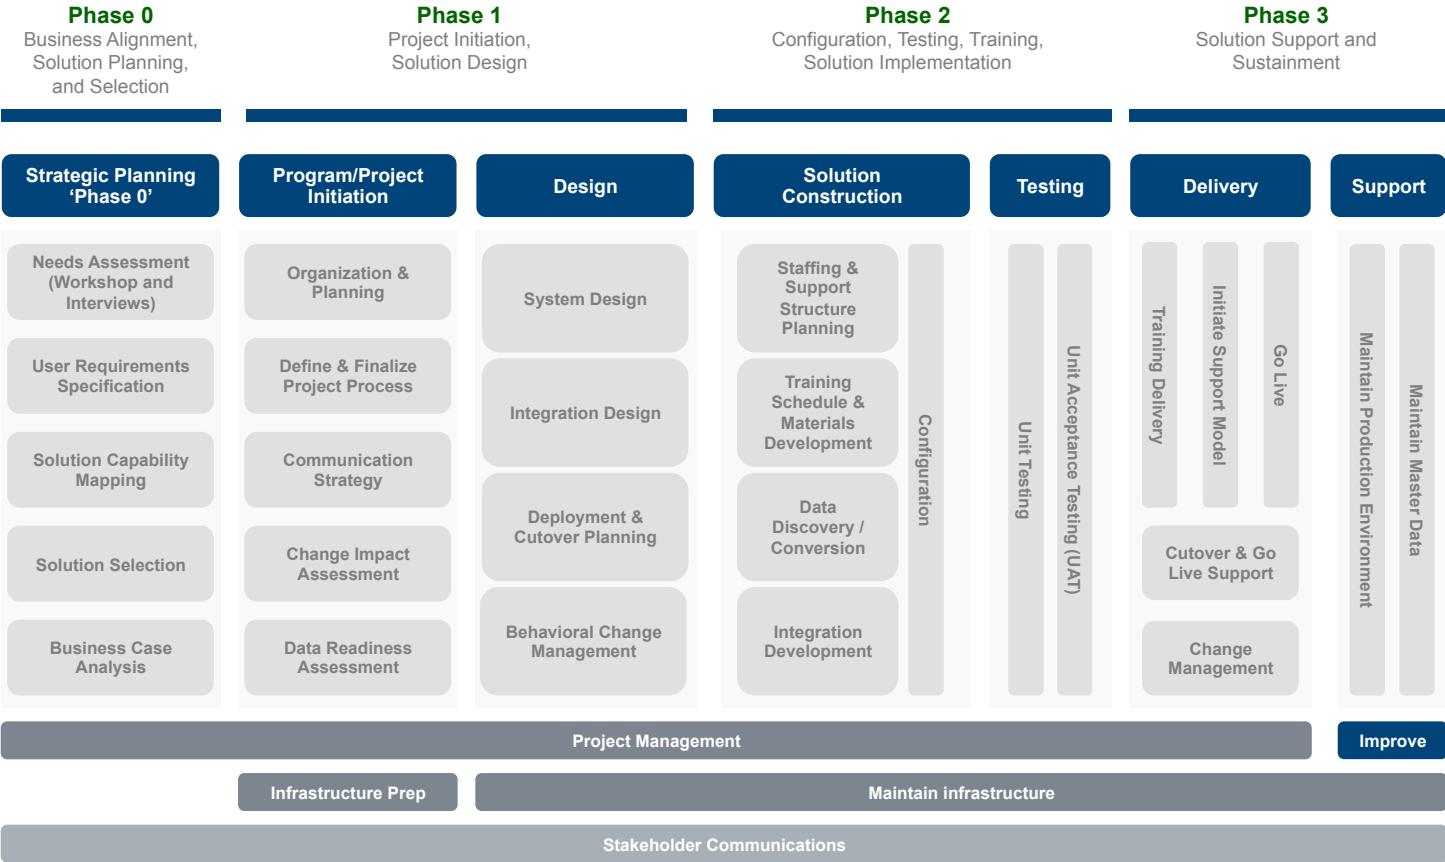 Phase 0
Business Alignment,
Solution Planning,
and Selection
Phase 1
Project Initiation,
Solution Design
Phase 2
Configuration, Testing, Training,
Solution Implementation
Phase 3
Solution Support and
Sustainment
Strategic Planning
‘Phase 0’
Program/Project
Initiation
Design
Solution
Construction
Testing
Delivery
Support
Needs Assessment
(Workshop and
Interviews)
User Requirements
Specification
Solution Capability
Mapping
Solution Selection
Business Case
Analysis
Organization &
Planning
Define & Finalize
Project Process
Communication
Strategy
Change Impact
Assessment
Data Readiness
Assessment
System Design
Integration Design
Deployment &
Cutover Planning
Behavioral Change
Management
Staffing &
Support
Structure
Planning
Training
Schedule &
Materials
Development
Data
Discovery /
Conversion
Integration
Development
Configuration
Unit Testing
Unit Acceptance Testing (UAT)
Training Delivery
Initiate Support Model
Go Live
Cutover & Go
Live Support
Change
Management
Maintain Production Environment
Maintain Master Data
Project Management
Improve
Infrastructure Prep
Maintain infrastructure
Stakeholder Communications